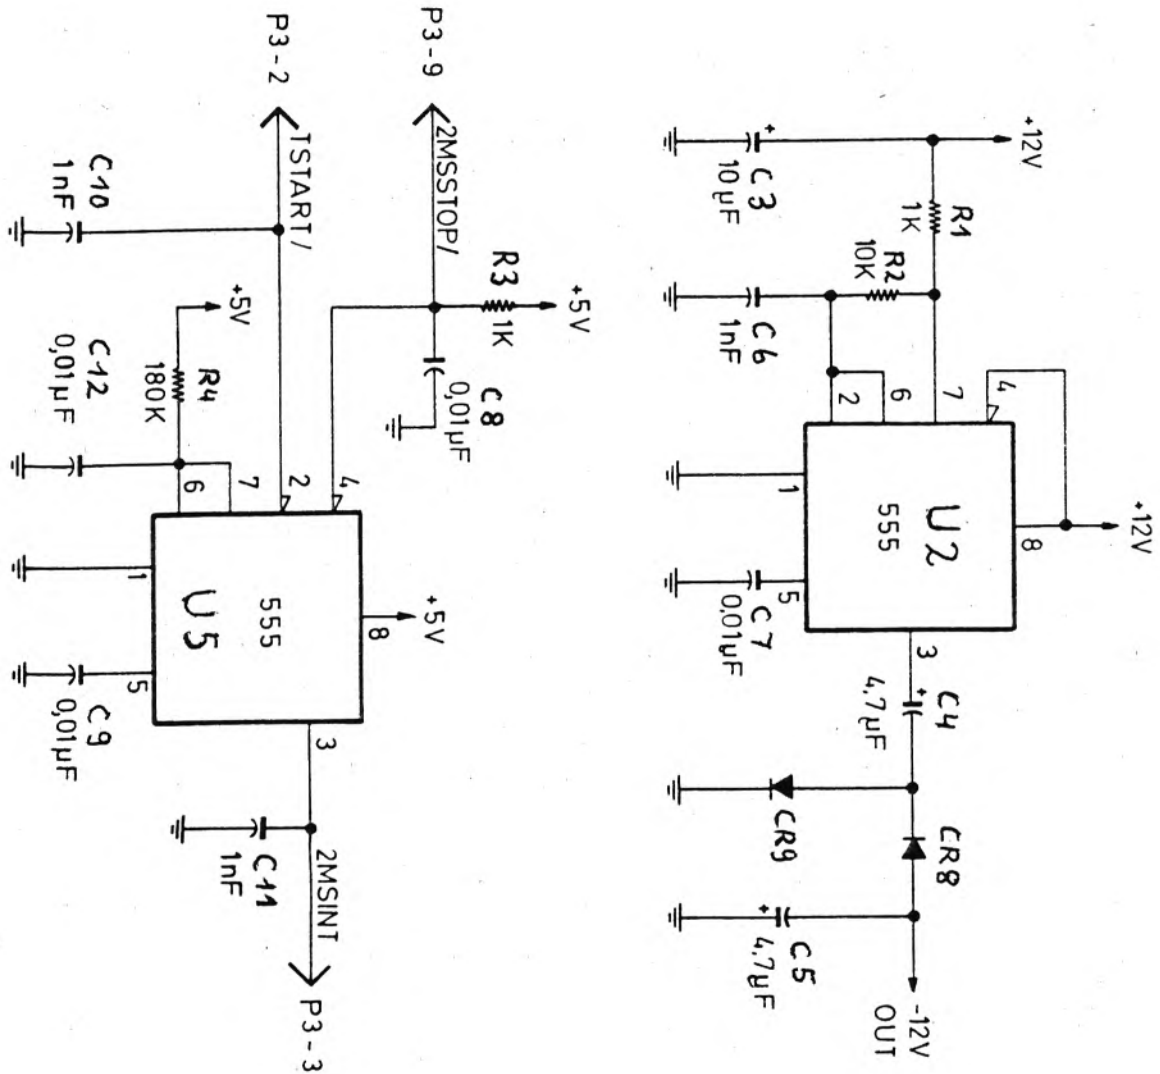 +12V
+12V
R1
1K
7
4
8
R2
10K
6
2
U2
555
3
1
5
C3
10µF
+
C6
1nF
C7
0,01µF
C4
4.7µF
+
CR9
CR8
C5
4.7µF
+
-12V
OUT
P3-9
2MSSTOP/
R3
1K
+5V
C8
0,01µF
P3-2
TSTART/
C10
1nF
+5V
R4
180K
C12
0,01µF
4
2
7
6
+5V
8
555
U5
1
5
3
C9
0,01µF
C11
1nF
2MSINT
P3-3